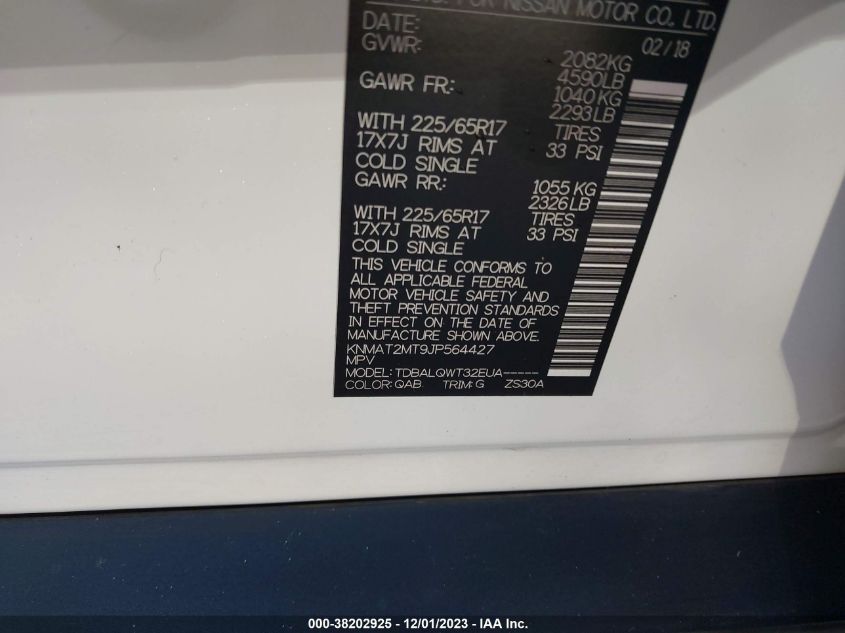 FOR NISSAN MOTOR CO., LTD.
DATE: 02/18
GVWR: 2082KG
4590LB
GAWR FR: 1040KG
2293LB
WITH 225/65R17 TIRES
17X7J RIMS AT 33 PSI
COLD SINGLE
GAWR RR: 1055KG
2326LB
WITH 225/65R17 TIRES
17X7J RIMS AT 33 PSI
COLD SINGLE
THIS VEHICLE CONFORMS TO
ALL APPLICABLE FEDERAL
MOTOR VEHICLE SAFETY AND
THEFT PREVENTION STANDARDS
IN EFFECT ON THE DATE OF
MANUFACTURE SHOWN ABOVE.
KNMAT2MT9JP564427
MPV
MODEL: TDBALQWT32EUA-----
COLOR: QAB TRIM: G ZS30A
000-38202925 - 12/01/2023 - IAA Inc.